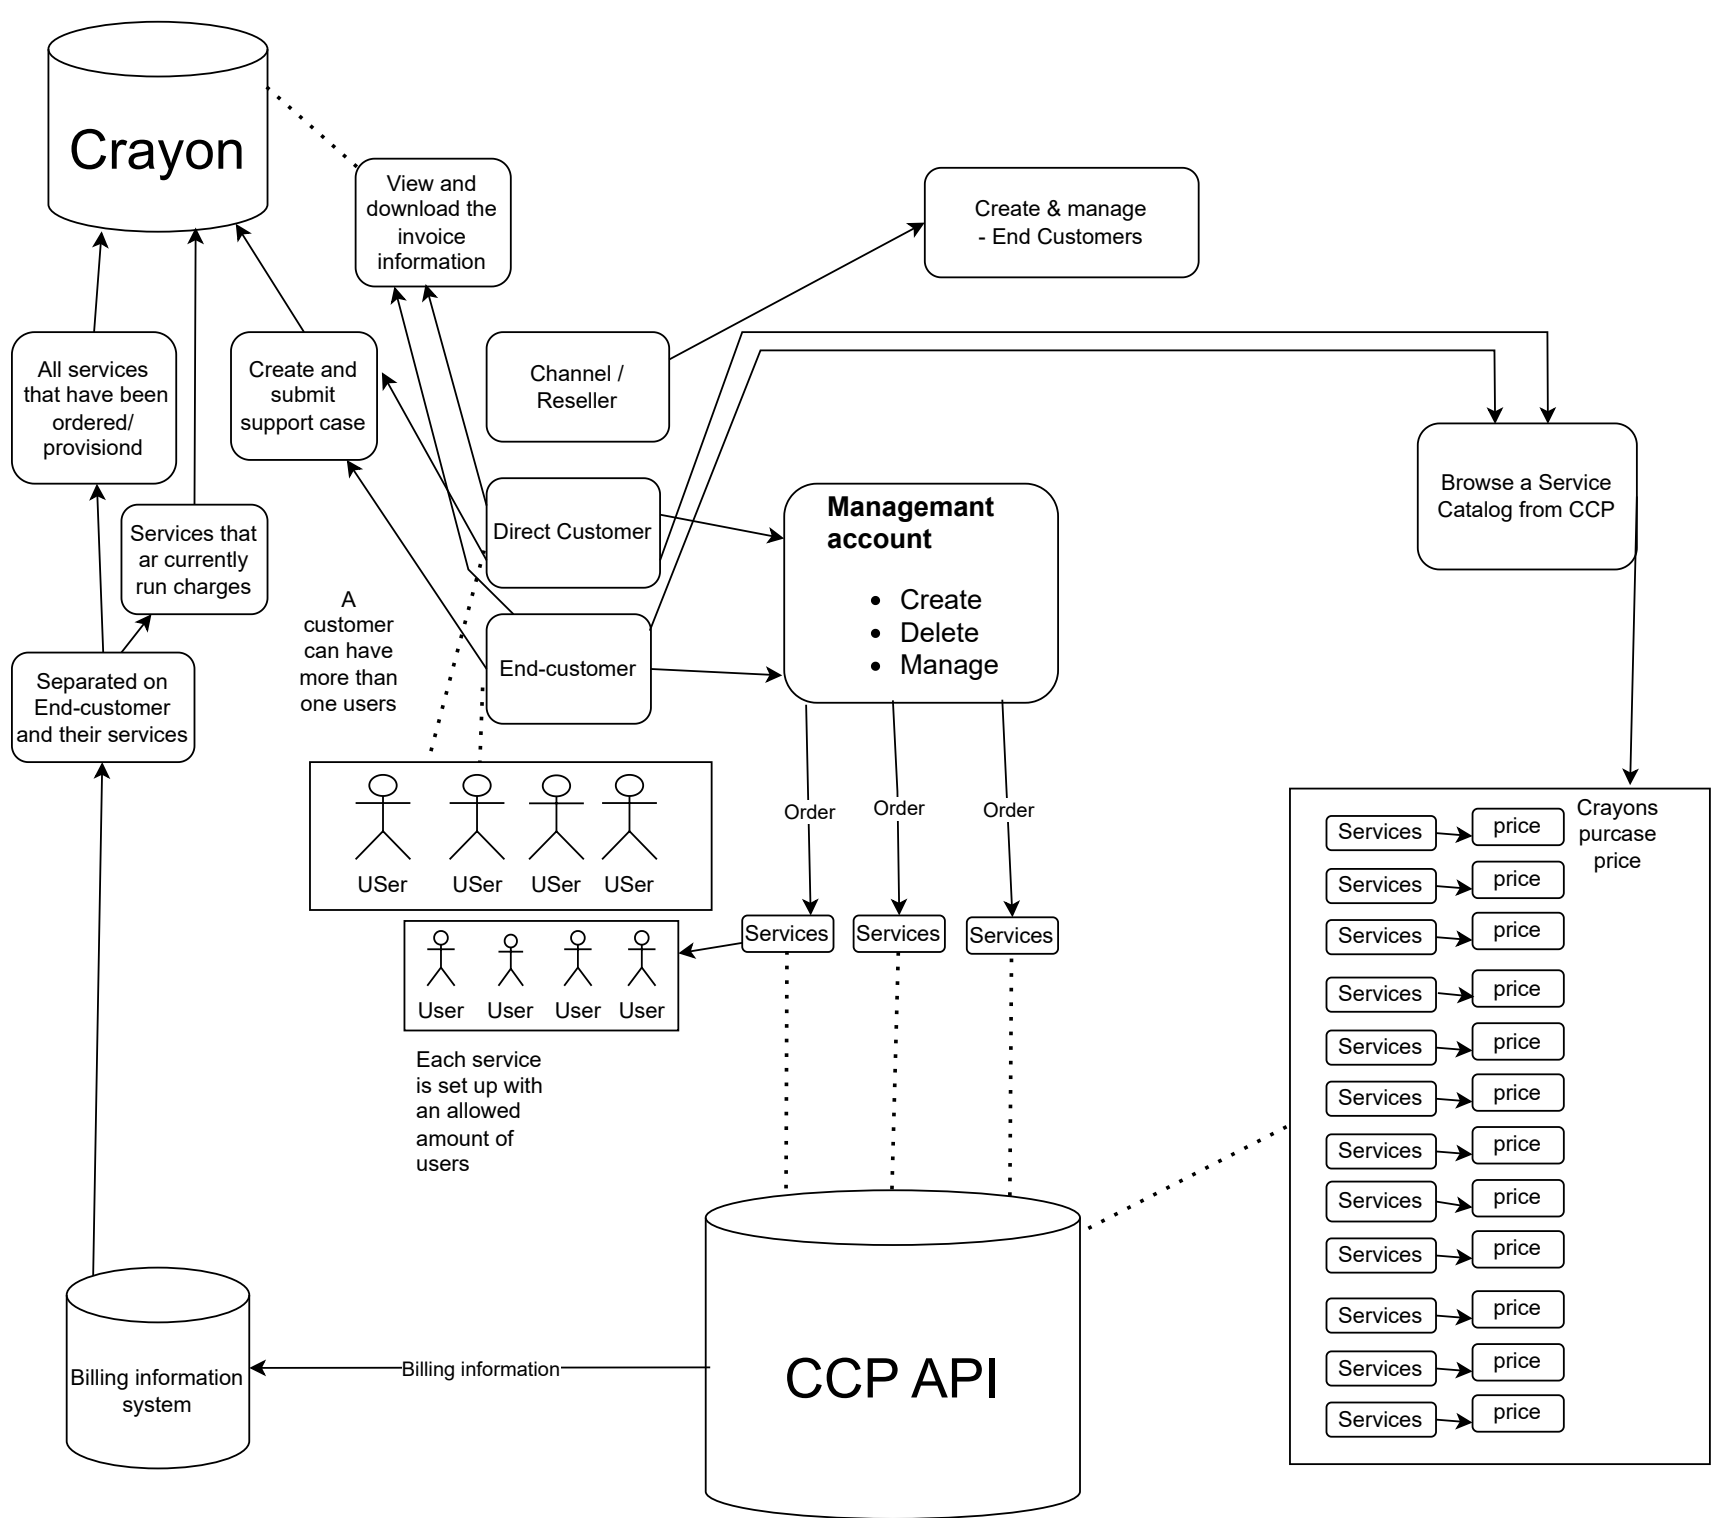 Crayon
View and
download the
invoice
information
Create & manage
- End Customers
All services
that have been
ordered/
provisiond
Create and
submit
support case
Channel /
Reseller
Services that
ar currently
run charges
Direct Customer
Managemant
account
Create
Delete
Manage
Browse a Service
Catalog from CCP
A
customer
can have
more than
one users
End-customer
Separated on
End-customer
and their services
USer
USer
USer
USer
Order
Order
Order
Services
Services
Services
User
User
User
User
Each service
is set up with
an allowed
amount of
users
Crayons
purcase
price
Services
price
Services
price
Services
price
Services
price
Services
price
Services
price
Services
price
Services
price
Services
price
Services
price
Services
price
Services
price
Billing information
system
Billing information
CCP API